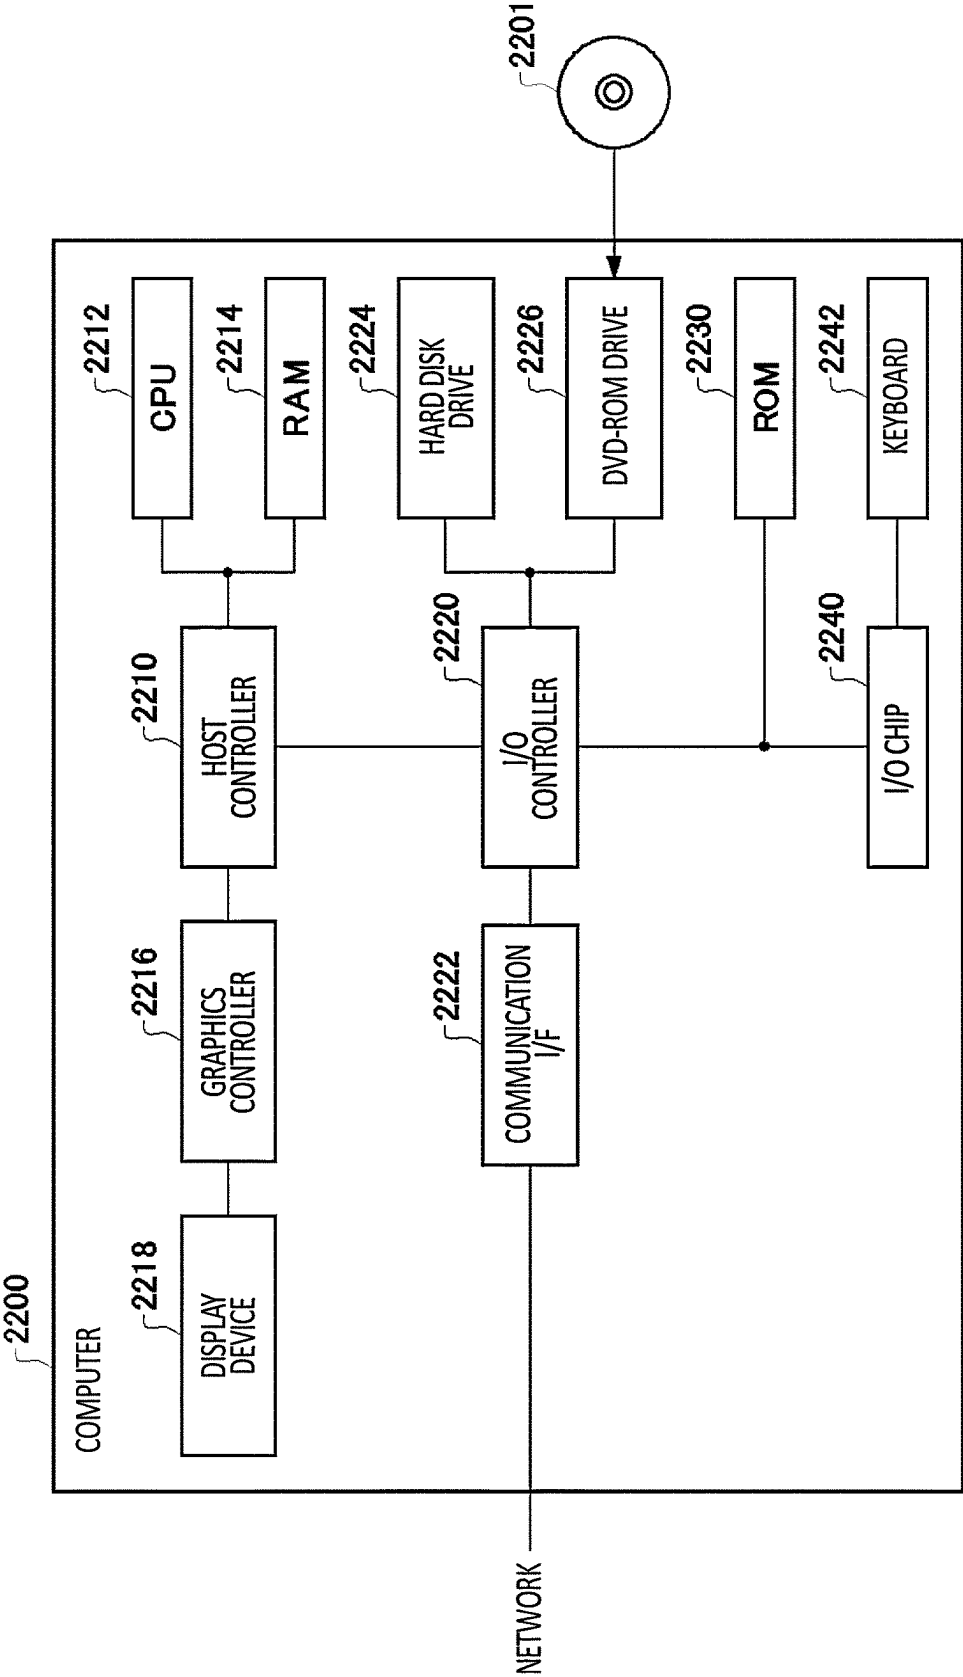 2200
COMPUTER
2218
DISPLAY
DEVICE
2216
GRAPHICS
CONTROLLER
2210
HOST
CONTROLLER
2212
CPU
2214
RAM
NETWORK
2222
COMMUNICATION
I/F
2220
I/O
CONTROLLER
2224
HARD DISK
DRIVE
2226
DVD-ROM DRIVE
2201
2230
ROM
2240
I/O CHIP
2242
KEYBOARD